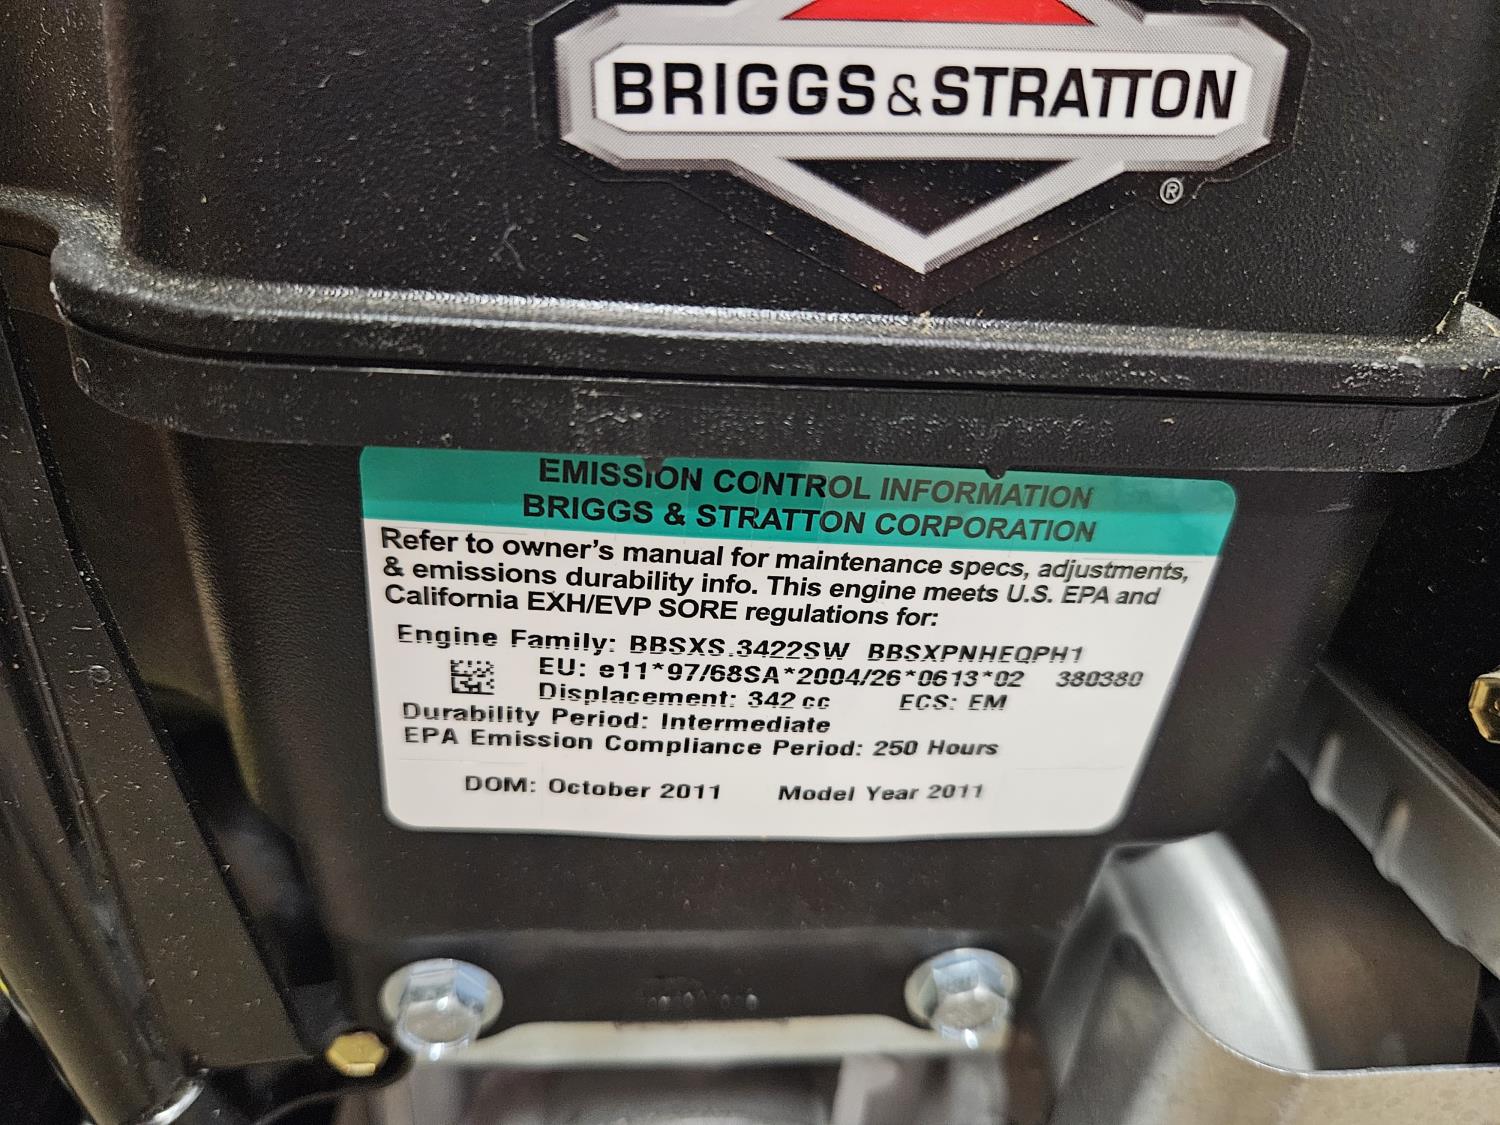 BRIGGS & STRATTON
®
EMISSION CONTROL INFORMATION
BRIGGS & STRATTON CORPORATION
Refer to owner's manual for maintenance specs, adjustments,
& emissions durability info. This engine meets U.S. EPA and
California EXH/EVP SORE regulations for:
Engine Family: BBSXS.3422SW BBSXPNHEQPH1
EU: e11*97/68SA*2004/26*0613*02 380380
Displacement: 342 cc ECS: EM
Durability Period: Intermediate
EPA Emission Compliance Period: 250 Hours
DOM: October 2011 Model Year 2011